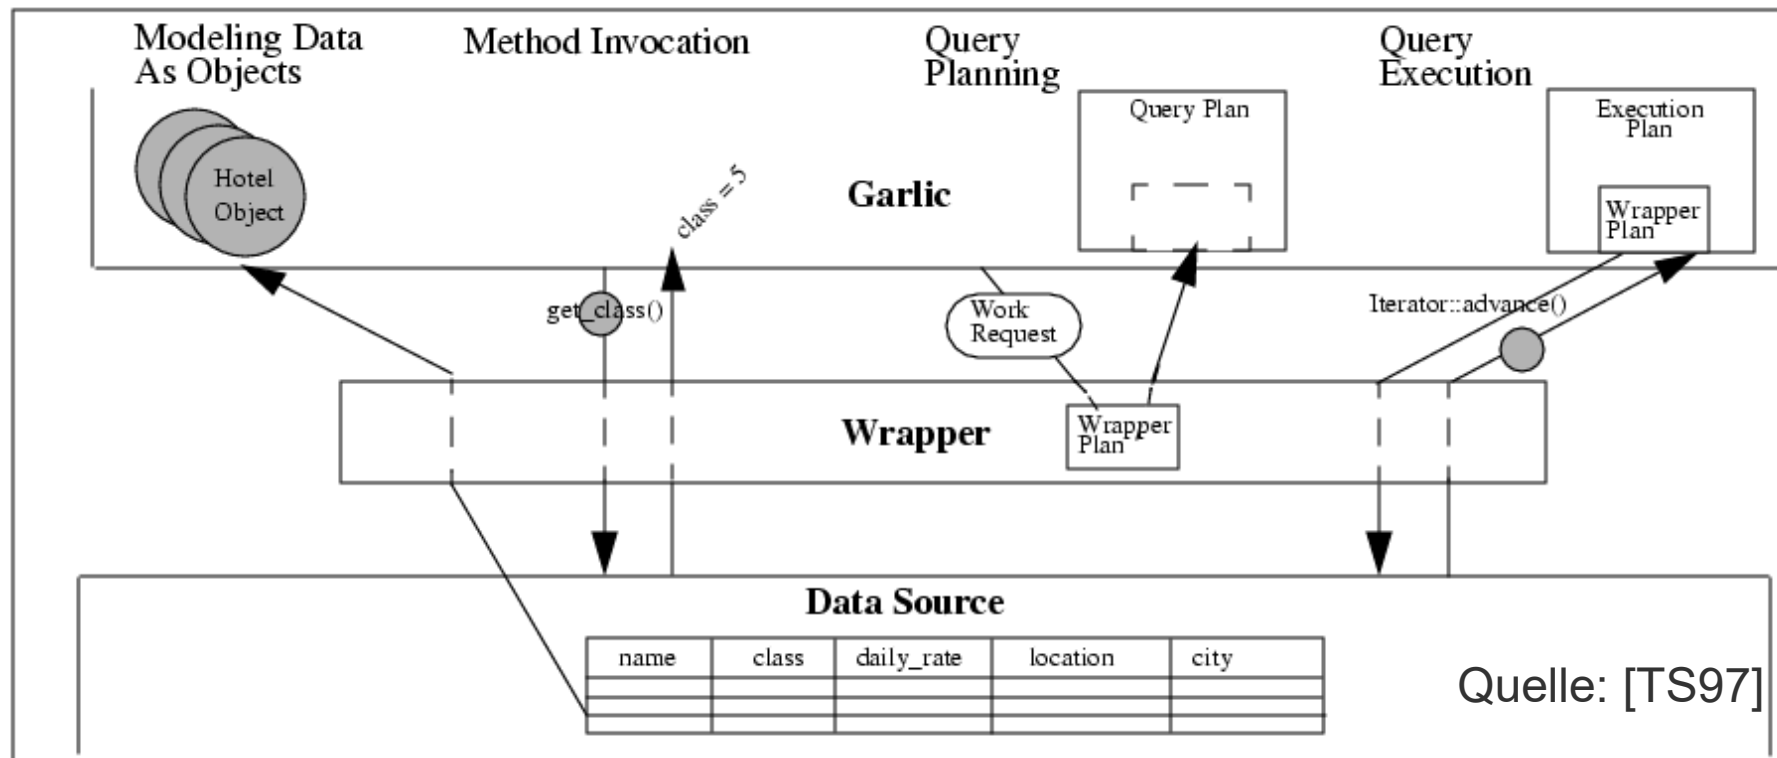 Modeling Data
As Objects
Method Invocation
Query
Planning
Query
Execution
Hotel
Object
class = 5
Garlic
Query Plan
Execution
Plan
Wrapper
Plan
get_class()
Work
Request
Iterator::advance()
Wrapper
Wrapper
Plan
Data Source
name class daily_rate location city
Quelle: [TS97]